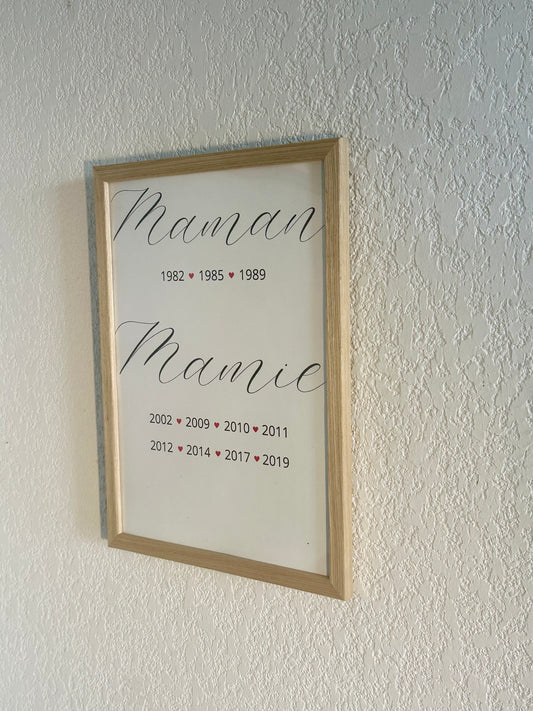 Maman
1982 ♥ 1985 ♥ 1989
Mamie
2002 ♥ 2009 ♥ 2010 ♥ 2011
2012 ♥ 2014 ♥ 2017 ♥ 2019